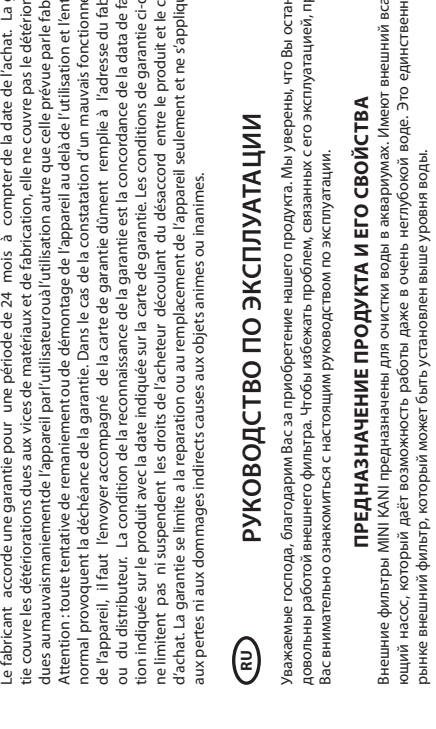 Le fabricant accorde une garantie pour une période de 24 mois à compter de la date de l'achat. La
tie couvre les détériorations dues aux vices de matériaux et de fabrication, elle ne couvre pas le détérior
dues au mauvais maniement de l'appareil par l'utilisateur ou à l'utilisation autre que celle prévue par le fab
Attention : toute tentative de remaniement ou de démontage de l'appareil au delà de l'utilisation et l'ent
normal provoquent la déchéance de la garantie. Dans le cas de la constatation d'un mauvais fonctionne
de l'appareil, il faut l'envoyer accompagné de la carte de garantie dûment remplie à l'adresse du fab
ou du distributeur. La condition de la reconnaissance de la garantie est la concordance de la data de fa
tion indiquée sur le produit avec la date indiquée sur la carte de garantie. Les conditions de garantie ci-d
ne limitent pas ni suspendent les droits de l'acheteur découlant du désaccord entre le produit et le c
d'achat. La garantie se limite a la reparation ou au remplacement de l'appareil seulement et ne s'appliqu
aux pertes ni aux dommages indirects causes aux objets animes ou inanimes.
RU РУКОВОДСТВО ПО ЭКСПЛУАТАЦИИ
Уважаемые господа, благодарим Вас за приобретение нашего продукта. Мы уверены, что Вы остан
довольны работой внешнего фильтра. Чтобы избежать проблем, связанных с его эксплуатацией, пр
Вас внимательно ознакомиться с настоящим руководством по эксплуатации.
ПРЕДНАЗНАЧЕНИЕ ПРОДУКТА И ЕГО СВОЙСТВА
Внешние фильтры MINI KANI предназначены для очистки воды в аквариумах. Имеют внешний вса
ющий насос, который даёт возможность работы даже в очень неглубокой воде. Это единственн
рынке внешний фильтр, который может быть установлен выше уровня воды.